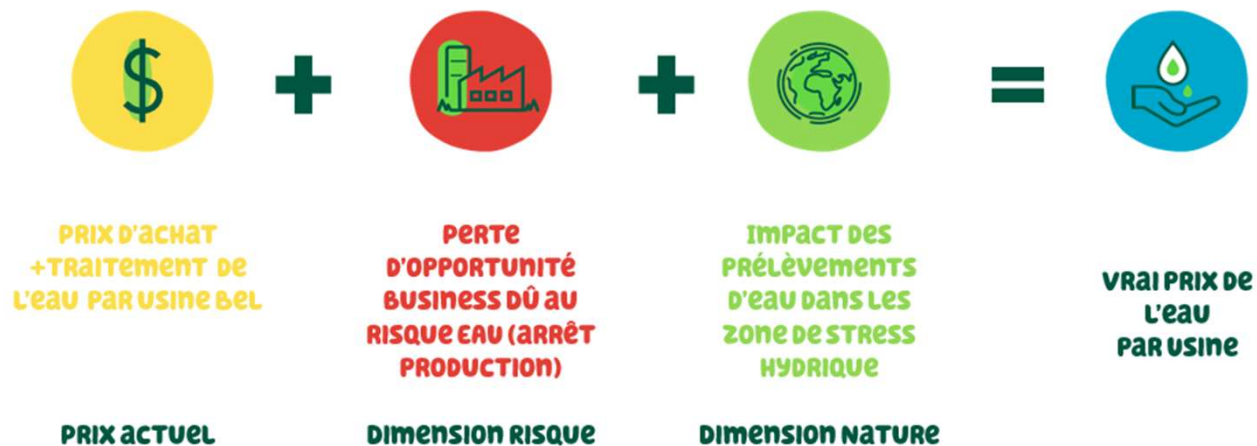 PRIX D'ACHAT
+TRAITEMENT DE
L'EAU PAR USINE BEL
PERTE
D'OPPORTUNITÉ
BUSINESS DÛ AU
RISQUE EAU (ARRÊT
PRODUCTION)
IMPACT DES
PRÉLÈVEMENTS
D'EAU DANS LES
ZONE DE STRESS
HYDRIQUE
VRAI PRIX DE
L'EAU
PAR USINE
PRIX ACTUEL
DIMENSION RISQUE
DIMENSION NATURE